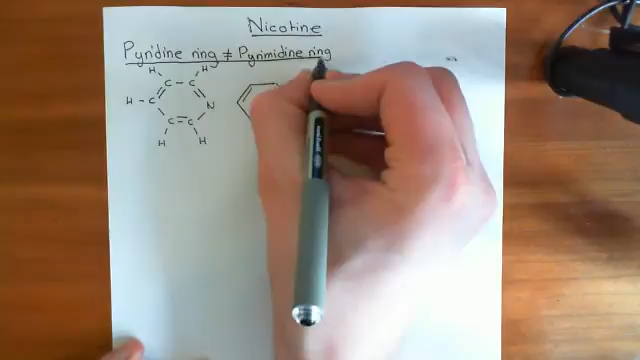 Nicotine
Pyridine ring ≠ Pyrimidine ring
H H
C - C
H - C N
C = C
H H